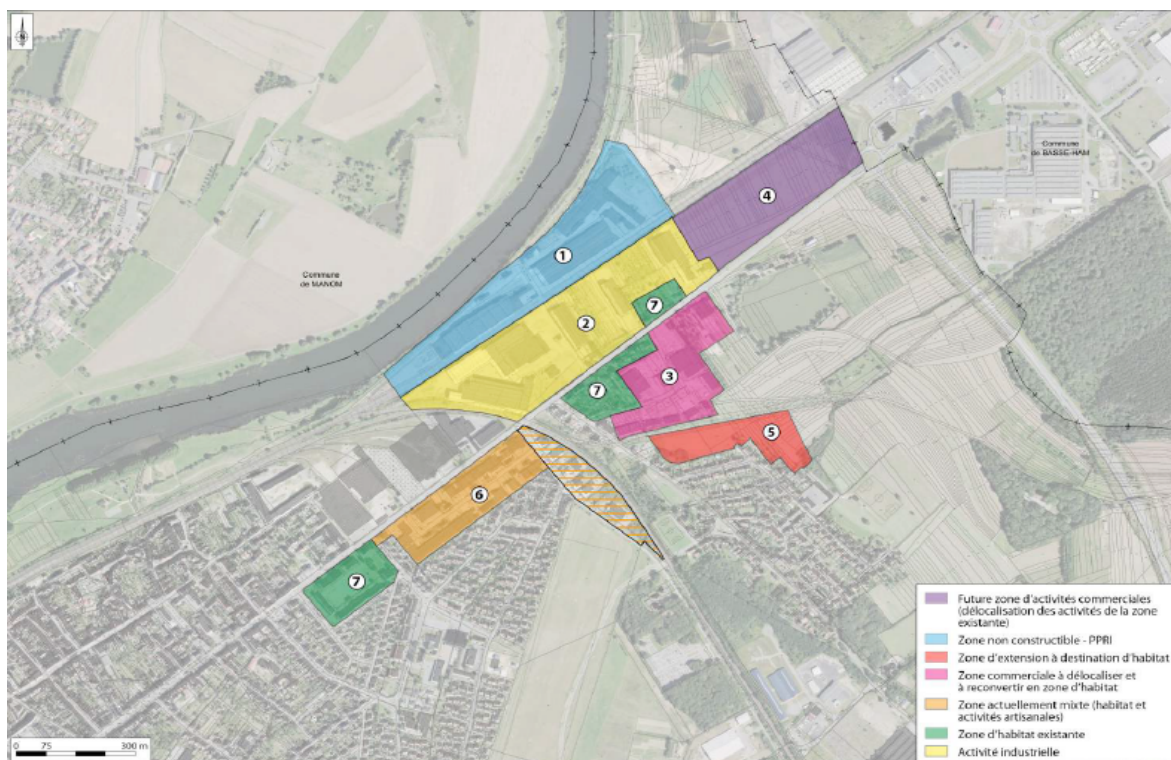 Commune
de BASSE-HAM
4
1
Commune
de MANOM
7
2
7
3
5
6
7
Future zone d'activités commerciales
(délocalisation des activités de la zone
existante)
Zone non constructible - PPRI
Zone d'extension à destination d'habitat
Zone commerciale à délocaliser et
à reconvertir en zone d'habitat
Zone actuellement mixte (habitat et
activités artisanales)
Zone d'habitat existante
Activité industrielle
0 75 300 m